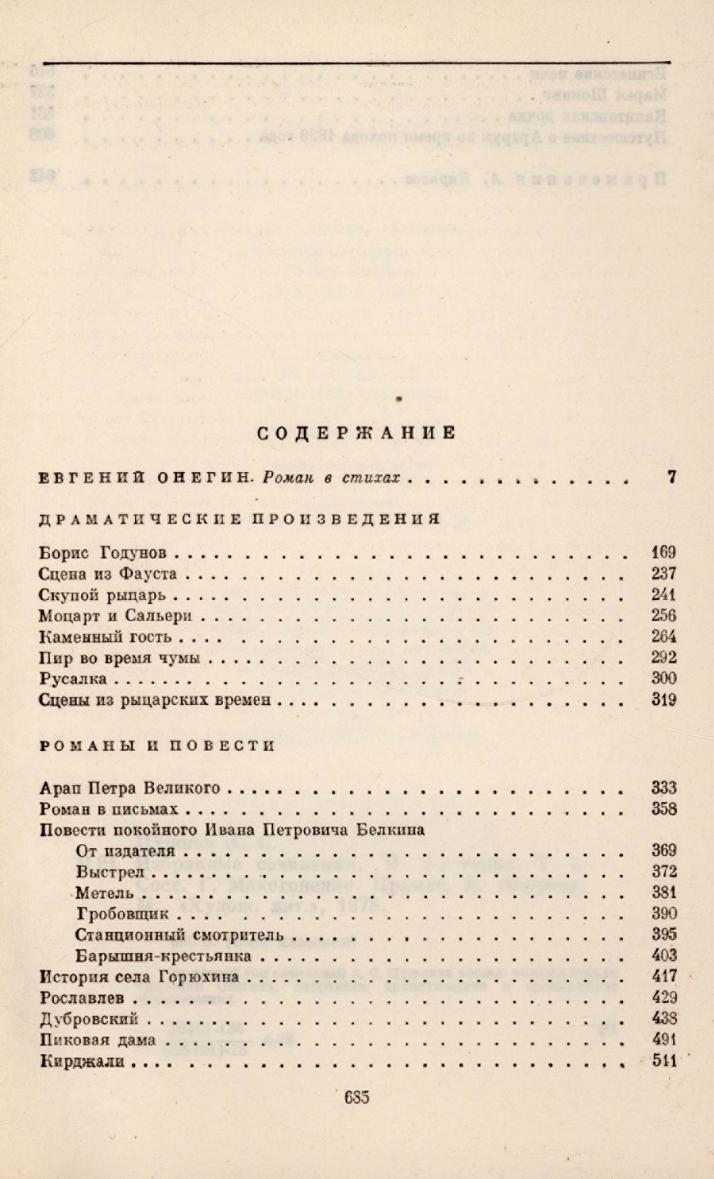 СОДЕРЖАНИЕ
ЕВГЕНИЙ ОНЕГИН. Роман в стихах . . . . . . . . . . . . . 7
ДРАМАТИЧЕСКИЕ ПРОИЗВЕДЕНИЯ
Борис Годунов . . . . . . . . . . . . . . . . . . . . . . . . . . 169
Сцена из Фауста . . . . . . . . . . . . . . . . . . . . . . . . . 237
Скупой рыцарь . . . . . . . . . . . . . . . . . . . . . . . . . . 241
Моцарт и Сальери . . . . . . . . . . . . . . . . . . . . . . . . 256
Каменный гость . . . . . . . . . . . . . . . . . . . . . . . . . 264
Пир во время чумы . . . . . . . . . . . . . . . . . . . . . . . . 292
Русалка . . . . . . . . . . . . . . . . . . . . . . . . . . . . . 300
Сцены из рыцарских времен . . . . . . . . . . . . . . . . . . . . 319
РОМАНЫ И ПОВЕСТИ
Арап Петра Великого . . . . . . . . . . . . . . . . . . . . . . . 333
Роман в письмах . . . . . . . . . . . . . . . . . . . . . . . . . 358
Повести покойного Ивана Петровича Белкина
От издателя . . . . . . . . . . . . . . . . . . . . . . . . . 369
Выстрел . . . . . . . . . . . . . . . . . . . . . . . . . . . 372
Метель . . . . . . . . . . . . . . . . . . . . . . . . . . . 381
Гробовщик . . . . . . . . . . . . . . . . . . . . . . . . . . 390
Станционный смотритель . . . . . . . . . . . . . . . . . . . 395
Барышня-крестьянка . . . . . . . . . . . . . . . . . . . . . 403
История села Горюхина . . . . . . . . . . . . . . . . . . . . . . 417
Рославлев . . . . . . . . . . . . . . . . . . . . . . . . . . . . 429
Дубровский . . . . . . . . . . . . . . . . . . . . . . . . . . . 438
Пиковая дама . . . . . . . . . . . . . . . . . . . . . . . . . . 491
Кирджали . . . . . . . . . . . . . . . . . . . . . . . . . . . . 511
685